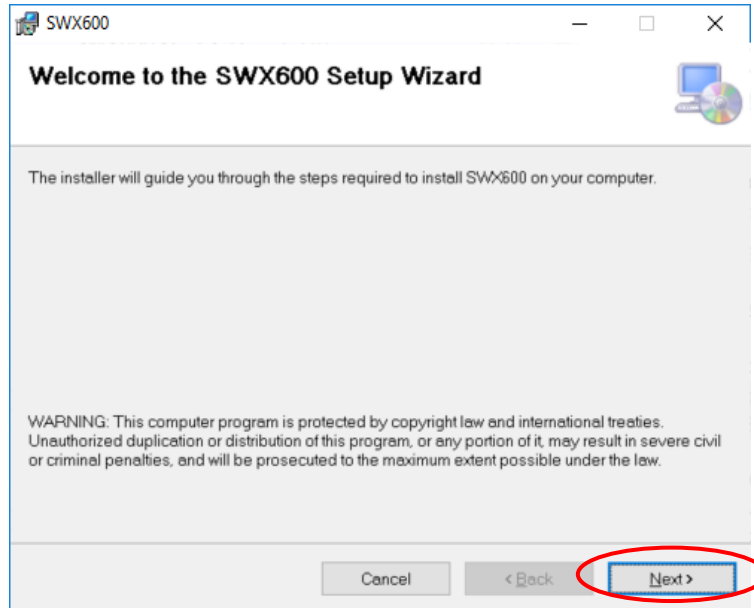 SWX600
Welcome to the SWX600 Setup Wizard
The installer will guide you through the steps required to install SWX600 on your computer.
WARNING: This computer program is protected by copyright law and international treaties.
Unauthorized duplication or distribution of this program, or any portion of it, may result in severe civil
or criminal penalties, and will be prosecuted to the maximum extent possible under the law.
Cancel
< Back
Next >